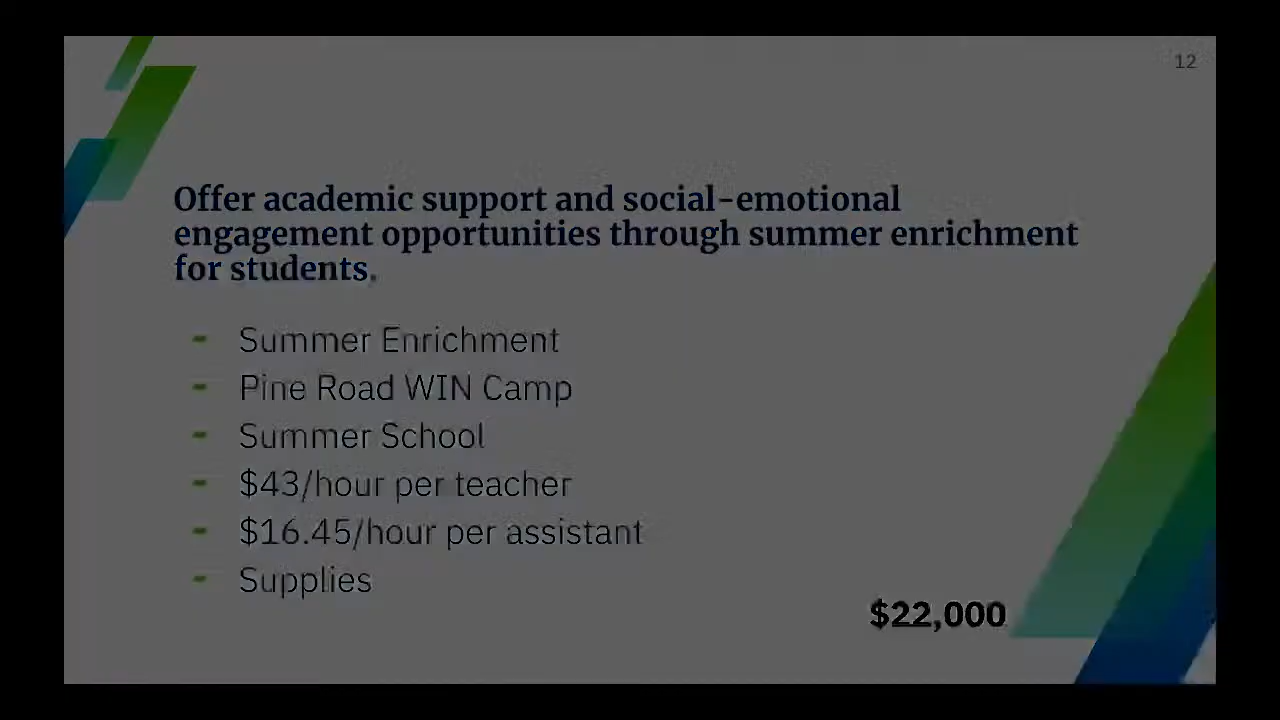 12
Offer academic support and social-emotional
engagement opportunities through summer enrichment
for students.
- Summer Enrichment
- Pine Road WIN Camp
- Summer School
- $43/hour per teacher
- $16.45/hour per assistant
- Supplies
$22,000